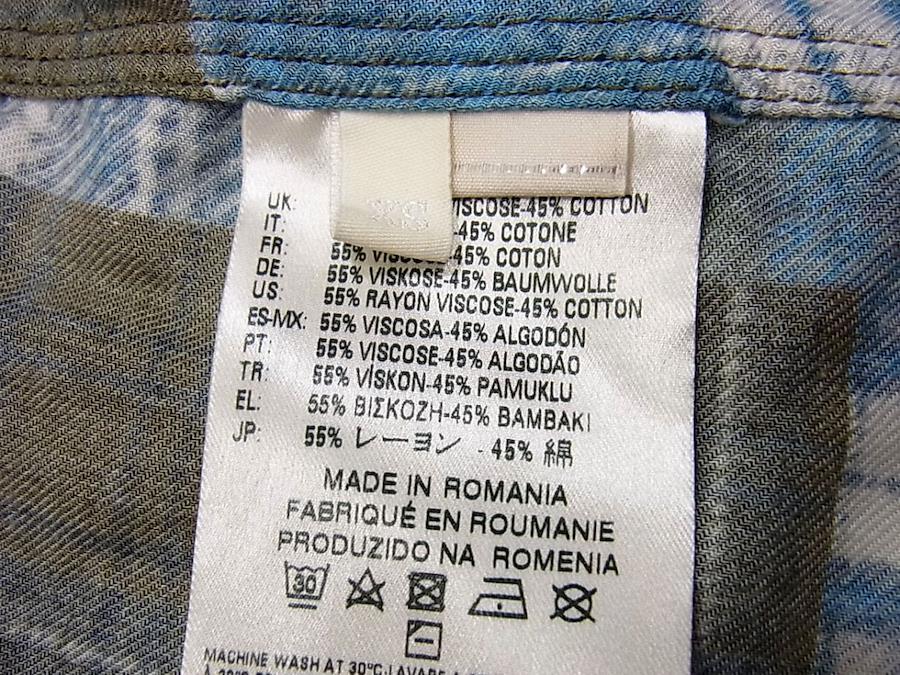 UK: VISCOSE-45% COTTON
IT: -45% COTONE
FR: 55% VISCOSE-45% COTON
DE: 55% VISKOSE-45% BAUMWOLLE
US: 55% RAYON VISCOSE-45% COTTON
ES-MX: 55% VISCOSA-45% ALGODÓN
PT: 55% VISCOSE-45% ALGODÃO
TR: 55% VİSKON-45% PAMUKLU
EL: 55% ΒΙΣΚΟΖΗ-45% ΒΑΜΒΑΚΙ
JP: 55% レーヨン - 45% 綿
MADE IN ROMANIA
FABRIQUÉ EN ROUMANIE
PRODUZIDO NA ROMENIA
30
MACHINE WASH AT 30°C.LAVARE A